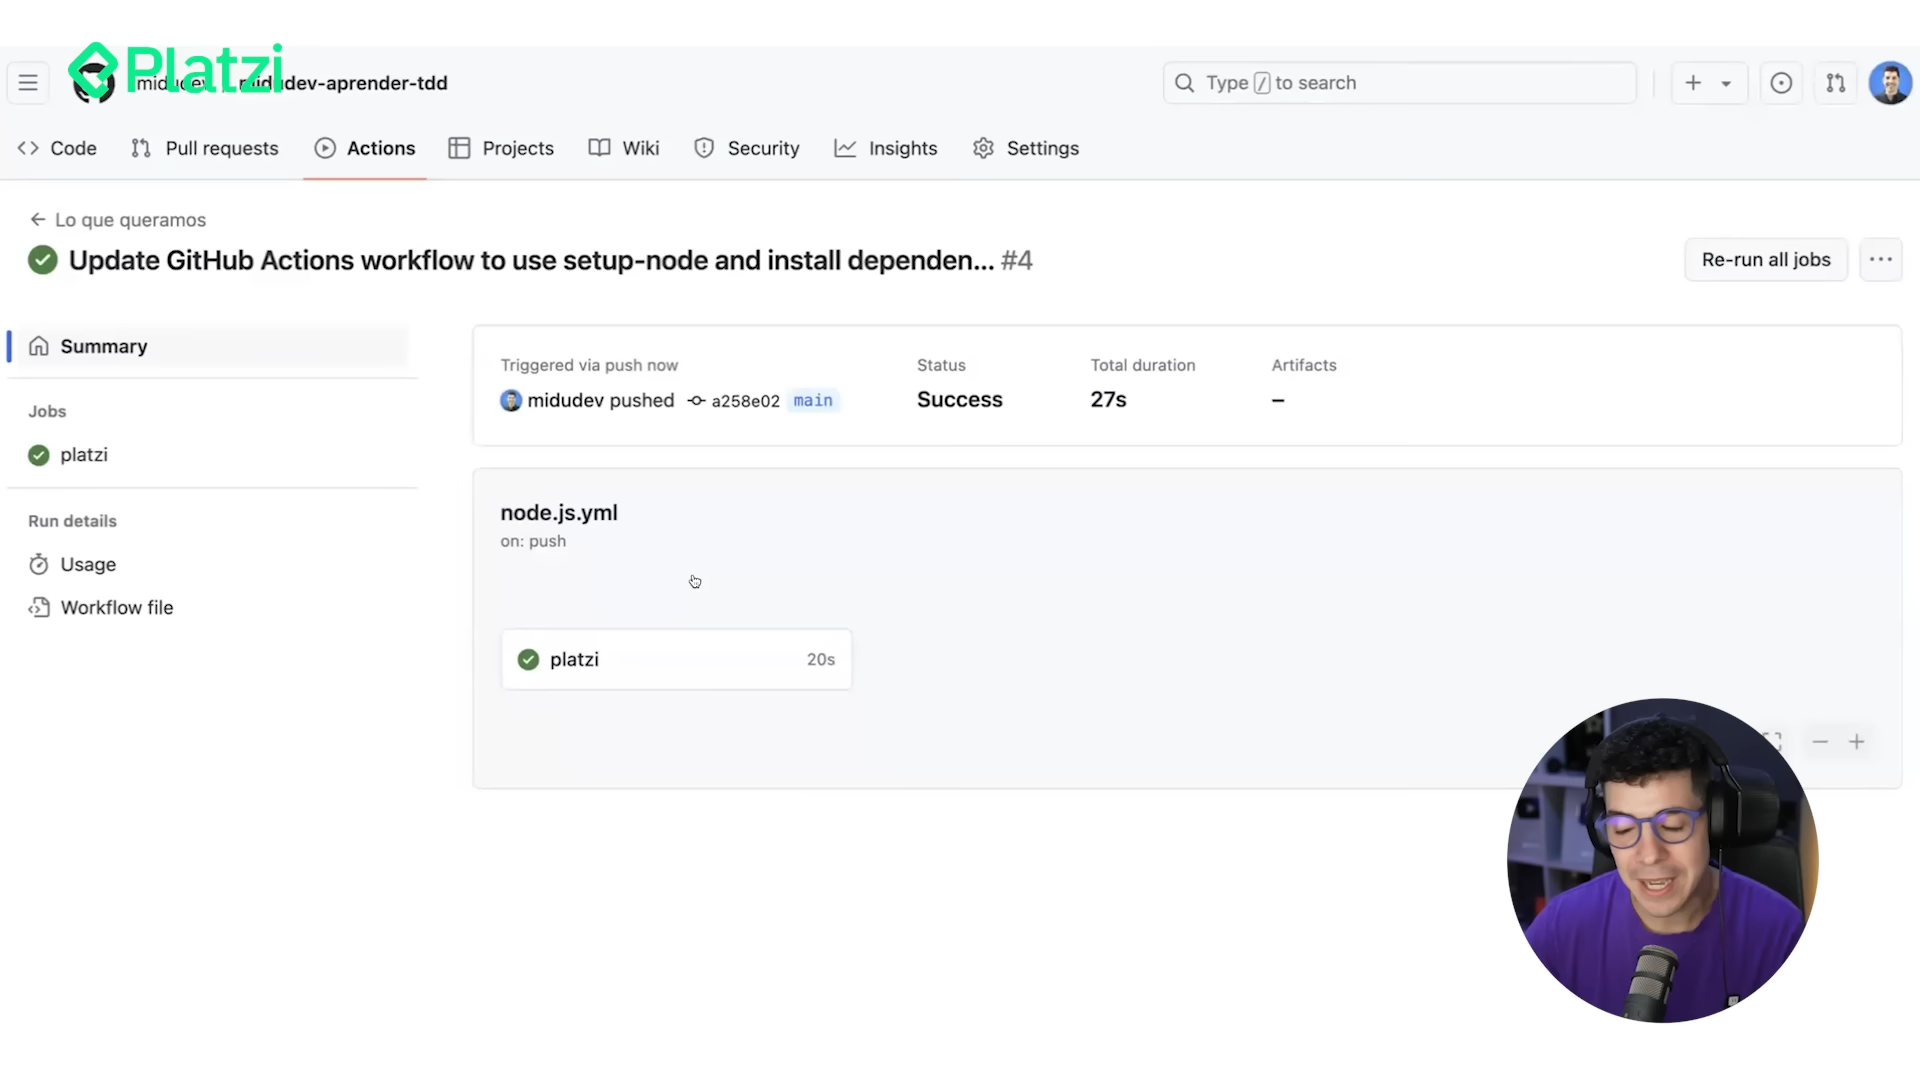 Platzi
midudev / midudev-aprender-tdd
Type / to search
Code
Pull requests
Actions
Projects
Wiki
Security
Insights
Settings
Lo que queramos
Update GitHub Actions workflow to use setup-node and install dependen... #4
Re-run all jobs
Summary
Jobs
platzi
Run details
Usage
Workflow file
Triggered via push now
midudev pushed a258e02 main
Status
Success
Total duration
27s
Artifacts
–
node.js.yml
on: push
platzi 20s